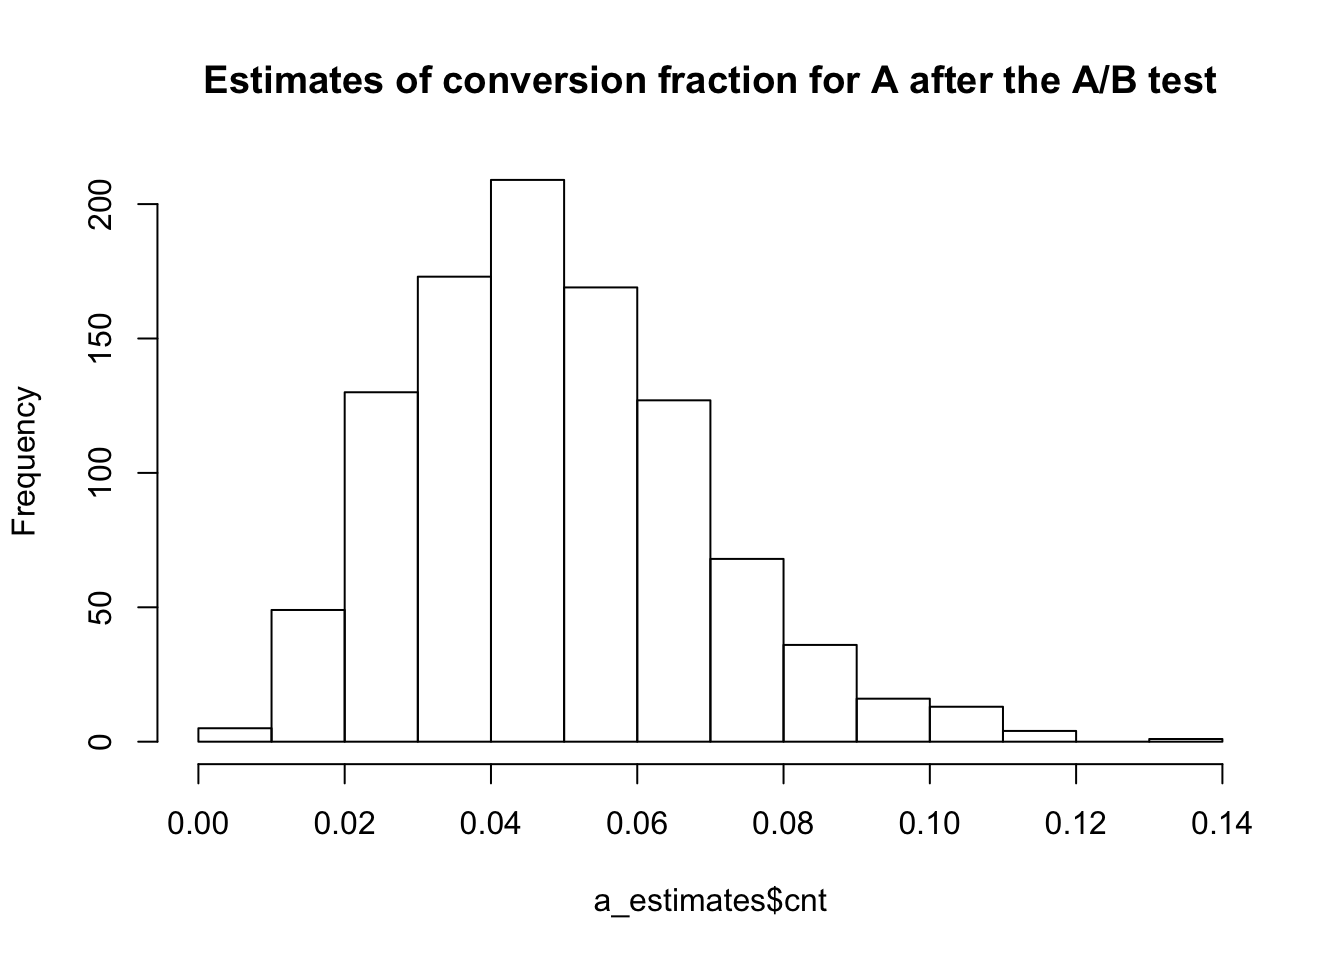 Estimates of conversion fraction for A after the A/B test
Frequency
200
150
100
50
0
0.00 0.02 0.04 0.06 0.08 0.10 0.12 0.14
a_estimates$cnt